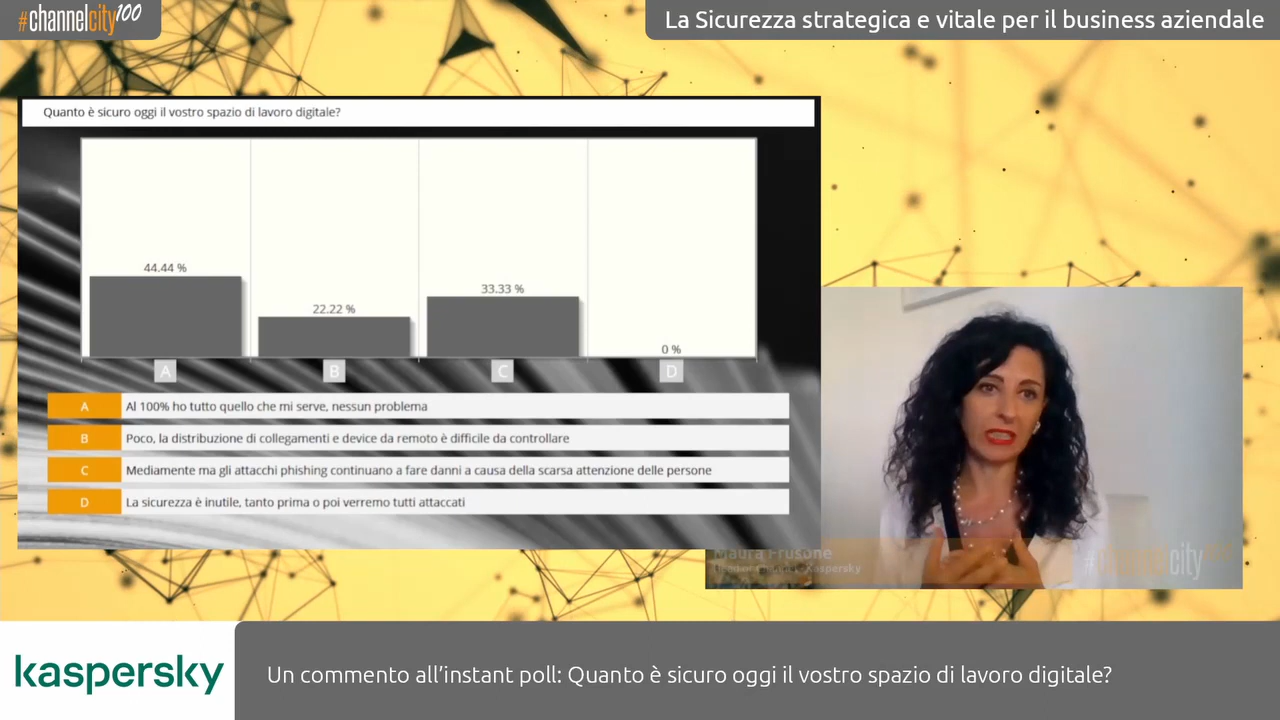 #channelcity100
La Sicurezza strategica e vitale per il business aziendale
Quanto è sicuro oggi il vostro spazio di lavoro digitale?
44.44 %
22.22 %
33.33 %
0 %
A
B
C
D
A Al 100% ho tutto quello che mi serve, nessun problema
B Poco, la distribuzione di collegamenti e device da remoto è difficile da controllare
C Mediamente ma gli attacchi phishing continuano a fare danni a causa della scarsa attenzione delle persone
D La sicurezza è inutile, tanto prima o poi verremo tutti attaccati
Maura Frusone
Kaspersky
#channelcity
kaspersky
Un commento all’instant poll: Quanto è sicuro oggi il vostro spazio di lavoro digitale?